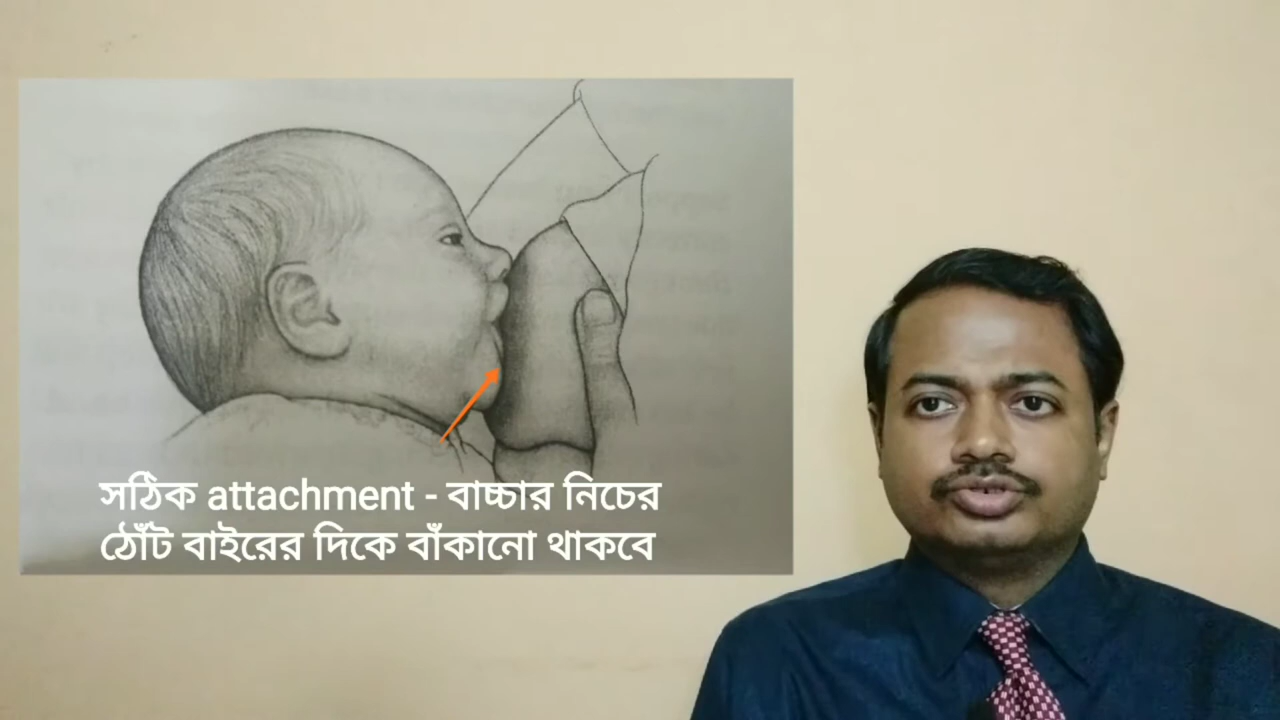 সঠিক attachment - বাচ্চার নিচের
ঠোঁট বাইরের দিকে বাঁকানো থাকবে